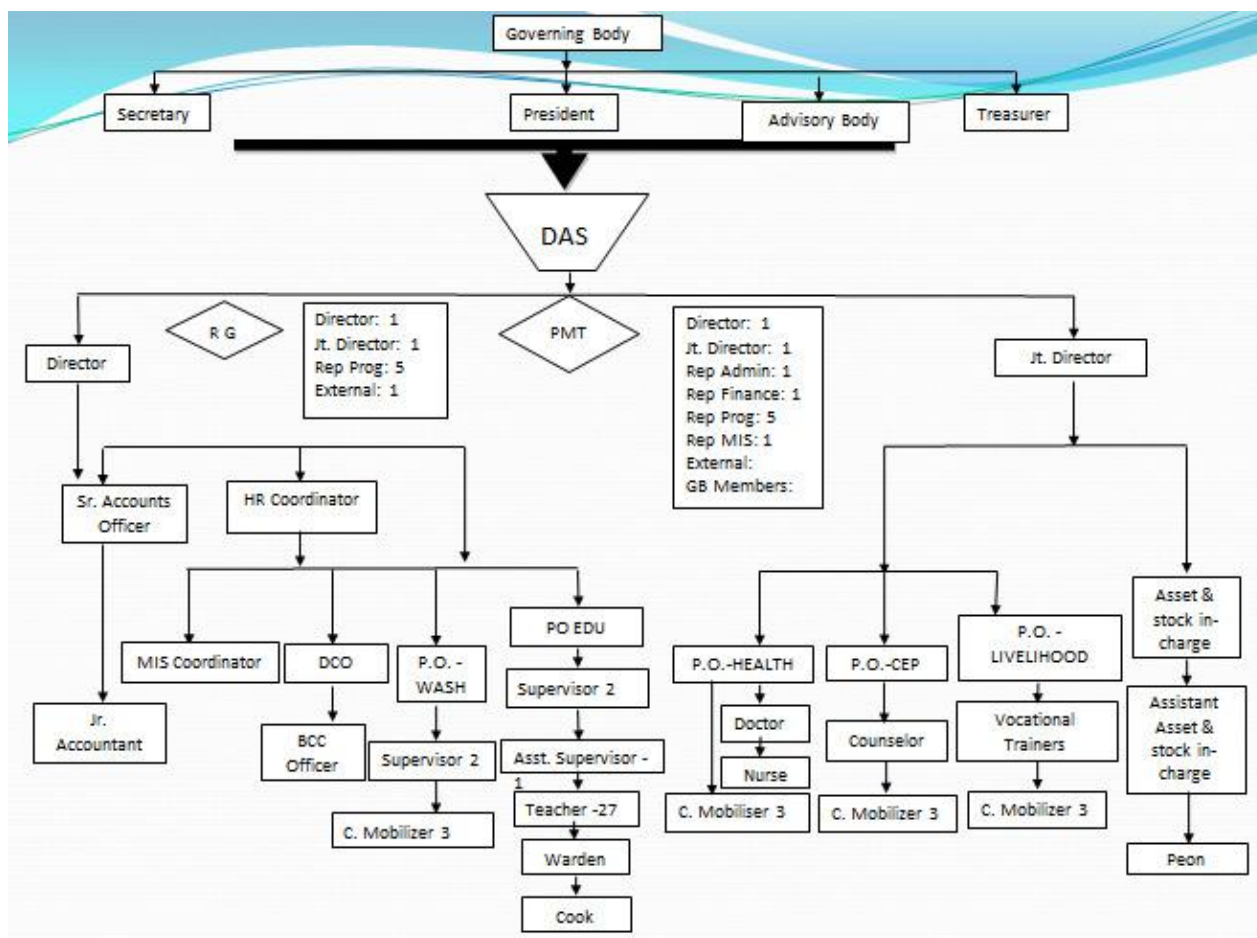 Governing Body
Secretary
President
Advisory Body
Treasurer
DAS
R G
Director: 1
Jt. Director: 1
Rep Prog: 5
External: 1
PMT
Director: 1
Jt. Director: 1
Rep Admin: 1
Rep Finance: 1
Rep Prog: 5
Rep MIS: 1
External:
GB Members:
Director
Jt. Director
Sr. Accounts
Officer
HR Coordinator
MIS Coordinator
DCO
P.O. -
WASH
PO EDU
P.O.-HEALTH
P.O.-CEP
P.O. -
LIVELIHOOD
Asset &
stock in-
charge
Jr.
Accountant
BCC
Officer
Supervisor 2
C. Mobilizer 3
Supervisor 2
Asst. Supervisor -
1
Teacher -27
Warden
Cook
Doctor
Nurse
C. Mobiliser 3
Counselor
C. Mobilizer 3
Vocational
Trainers
C. Mobilizer 3
Assistant
Asset &
stock in-
charge
Peon